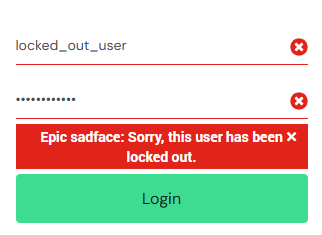 locked_out_user
••••••••••••
Epic sadface: Sorry, this user has been
locked out.
Login